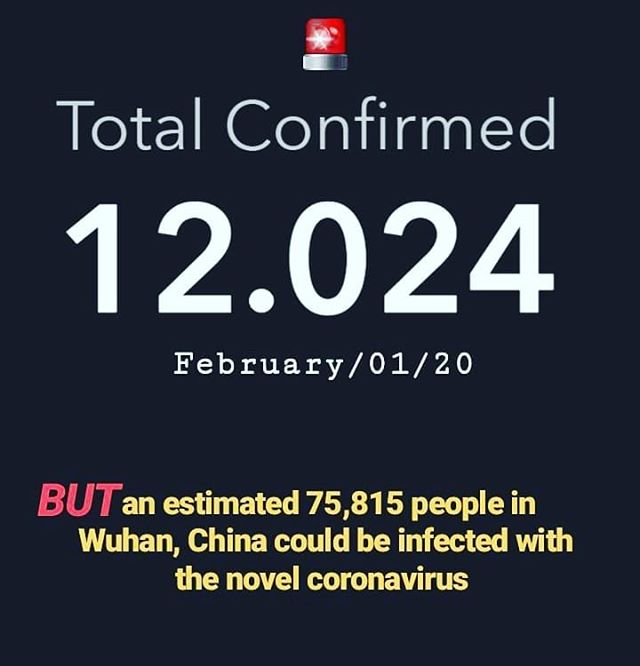 Total Confirmed
12.024
February/01/20
BUT an estimated 75,815 people in
Wuhan, China could be infected with
the novel coronavirus